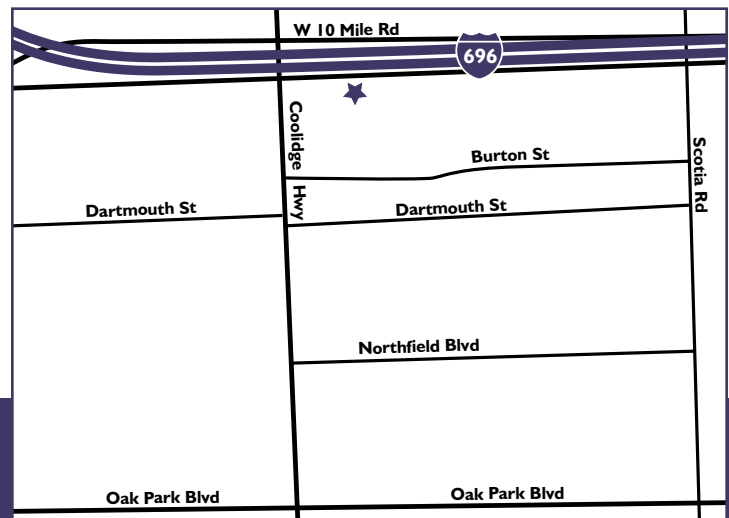 W 10 Mile Rd
696
Coolidge Hwy
Burton St
Scotia Rd
Dartmouth St
Dartmouth St
Northfield Blvd
Oak Park Blvd
Oak Park Blvd